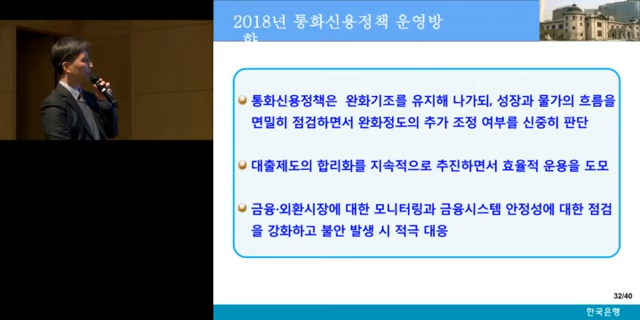 2018년 통화신용정책 운영방
향
통화신용정책은 완화기조를 유지해 나가되, 성장과 물가의 흐름을
면밀히 점검하면서 완화정도의 추가 조정 여부를 신중히 판단
대출제도의 합리화를 지속적으로 추진하면서 효율적 운용을 도모
금융·외환시장에 대한 모니터링과 금융시스템 안정성에 대한 점검
을 강화하고 불안 발생 시 적극 대응
32/40
한국은행